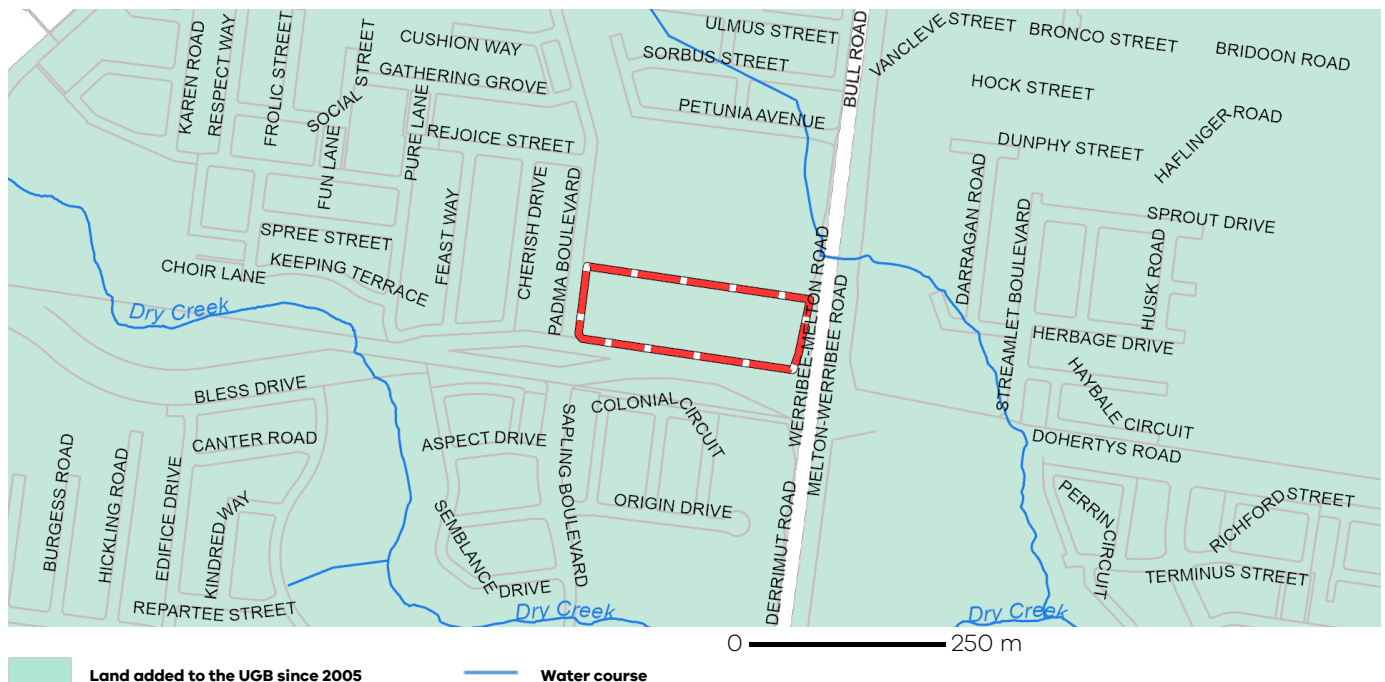 ULMUS STREET
SORBUS STREET
PETUNIA AVENUE
BULL ROAD
VANCLEVE STREET
BRONCO STREET
BRIDOON ROAD
HOCK STREET
HAFLINGER ROAD
DUNPHY STREET
KAREN ROAD
RESPECT WAY
FROLIC STREET
SOCIAL STREET
CUSHION WAY
GATHERING GROVE
PURE LANE
REJOICE STREET
FUN LANE
FEAST WAY
CHERISH DRIVE
PADMA BOULEVARD
SPREE STREET
KEEPING TERRACE
CHOIR LANE
Dry Creek
WERRIBEE-MELTON ROAD
MELTON-WERRIBEE ROAD
DARRAGAN ROAD
STREAMLET BOULEVARD
SPROUT DRIVE
HUSK ROAD
HERBAGE DRIVE
HAYBALE CIRCUIT
DOHERTYS ROAD
BLESS DRIVE
CANTER ROAD
ASPECT DRIVE
COLONIAL CIRCUIT
SAPLING BOULEVARD
ORIGIN DRIVE
SEMBLANCE DRIVE
BURGESS ROAD
HICKLING ROAD
EDIFICE DRIVE
KINDRED WAY
REPARTEE STREET
DERRIMUT ROAD
PERRIN CIRCUIT
RICHFORD STREET
TERMINUS STREET
Dry Creek
Dry Creek
0 250 m
Land added to the UGB since 2005
Water course